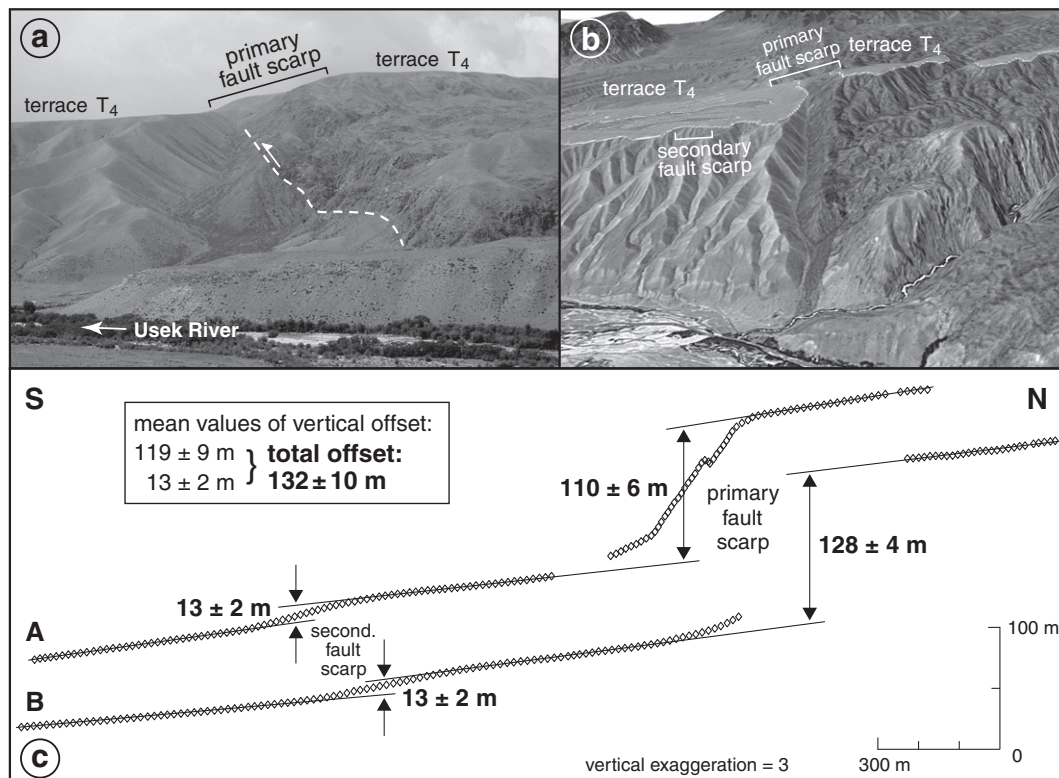 a
primary
fault scarp
terrace T4
terrace T4
Usek River
b
primary
fault scarp
terrace T4
terrace T4
secondary
fault scarp
S
N
mean values of vertical offset:
119 ± 9 m
13 ± 2 m
} total offset:
132 ± 10 m
110 ± 6 m
primary
fault
scarp
128 ± 4 m
13 ± 2 m
A
second.
fault
scarp
B
13 ± 2 m
100 m
0
300 m
c
vertical exaggeration = 3